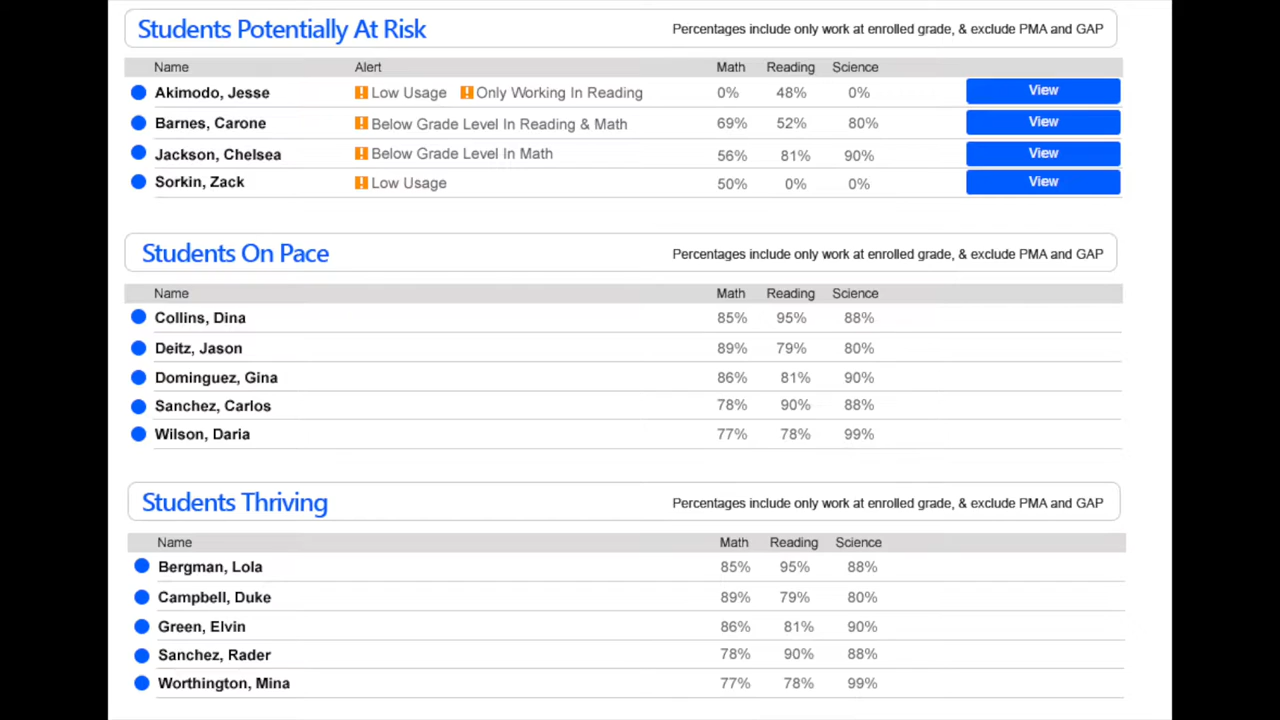 Students Potentially At Risk Percentages include only work at enrolled grade, & exclude PMA and GAP
Name Alert Math Reading Science
Akimodo, Jesse Low Usage Only Working In Reading 0% 48% 0% View
Barnes, Carone Below Grade Level In Reading & Math 69% 52% 80% View
Jackson, Chelsea Below Grade Level In Math 56% 81% 90% View
Sorkin, Zack Low Usage 50% 0% 0% View
Students On Pace Percentages include only work at enrolled grade, & exclude PMA and GAP
Name Math Reading Science
Collins, Dina 85% 95% 88%
Deitz, Jason 89% 79% 80%
Dominguez, Gina 86% 81% 90%
Sanchez, Carlos 78% 90% 88%
Wilson, Daria 77% 78% 99%
Students Thriving Percentages include only work at enrolled grade, & exclude PMA and GAP
Name Math Reading Science
Bergman, Lola 85% 95% 88%
Campbell, Duke 89% 79% 80%
Green, Elvin 86% 81% 90%
Sanchez, Rader 78% 90% 88%
Worthington, Mina 77% 78% 99%